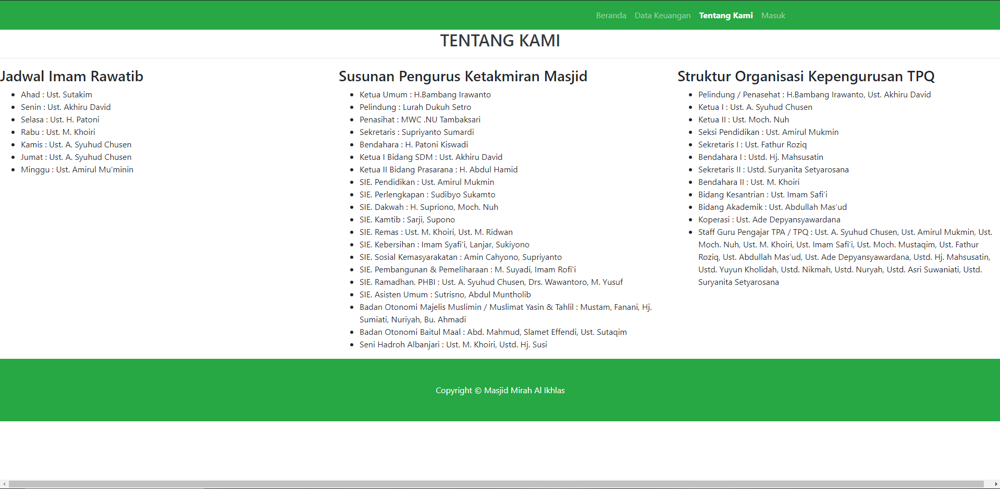 Beranda Data Keuangan Tentang Kami Masuk
TENTANG KAMI
Jadwal Imam Rawatib
Ahad : Ust. Sutakim
Senin : Ust. Akhiru David
Selasa : Ust. H. Patoni
Rabu : Ust. M. Khoiri
Kamis : Ust. A. Syuhud Chusen
Jumat : Ust. A. Syuhud Chusen
Minggu : Ust. Amirul Mu'minin
Susunan Pengurus Ketakmiran Masjid
Ketua Umum : H.Bambang Irawanto
Pelindung : Lurah Dukuh Setro
Penasihat : MWC .NU Tambaksari
Sekretaris : Supriyanto Sumardi
Bendahara : H. Patoni Kiswadi
Ketua I Bidang SDM : Ust. Akhiru David
Ketua II Bidang Prasarana : H. Abdul Hamid
SIE. Pendidikan : Ust. Amirul Mukmin
SIE. Perlengkapan : Sudibyo Sukamto
SIE. Dakwah : H. Supriono, Moch. Nuh
SIE. Kamtib : Sarji, Supono
SIE. Remas : Ust. M. Khoiri, Ust. M. Ridwan
SIE. Kebersihan : Imam Syafi'i, Lanjar, Sukiyono
SIE. Sosial Kemasyarakatan : Amin Cahyono, Supriyanto
SIE. Pembangunan & Pemeliharaan : M. Suyadi, Imam Rofi'i
SIE. Ramadhan. PHBI : Ust. A. Syuhud Chusen, Drs. Wawantoro, M. Yusuf
SIE. Asisten Umum : Sutrisno, Abdul Muntholib
Badan Otonomi Majelis Muslimin / Muslimat Yasin & Tahlil : Mustam, Fanani, Hj.
Sumiati, Nuriyah, Bu. Ahmadi
Badan Otonomi Baitul Maal : Abd. Mahmud, Slamet Effendi, Ust. Sutaqim
Seni Hadroh Albanjari : Ust. M. Khoiri, Ustd. Hj. Susi
Struktur Organisasi Kepengurusan TPQ
Pelindung / Penasehat : H.Bambang Irawanto, Ust. Akhiru David
Ketua I : Ust. A. Syuhud Chusen
Ketua II : Ust. Moch. Nuh
Seksi Pendidikan : Ust. Amirul Mukmin
Sekretaris I : Ust. Fathur Roziq
Bendahara I : Ustd. Hj. Mahsusatin
Sekretaris II : Ustd. Suryanita Setyarosana
Bendahara II : Ust. M. Khoiri
Bidang Kesantrian : Ust. Imam Safi’i
Bidang Akademik : Ust. Abdullah Mas’ud
Koperasi : Ust. Ade Depyansyawardana
Staff Guru Pengajar TPA / TPQ : Ust. A. Syuhud Chusen, Ust. Amirul Mukmin, Ust.
Moch. Nuh, Ust. M. Khoiri, Ust. Imam Safi’i, Ust. Moch. Mustaqim, Ust. Fathur
Roziq, Ust. Abdullah Mas’ud, Ust. Ade Depyansyawardana, Ustd. Hj. Mahsusatin,
Ustd. Yuyun Kholidah, Ustd. Nikmah, Ustd. Nuryah, Ustd. Asri Suwaniati, Ustd.
Suryanita Setyarosana
Copyright © Masjid Mirah Al Ikhlas